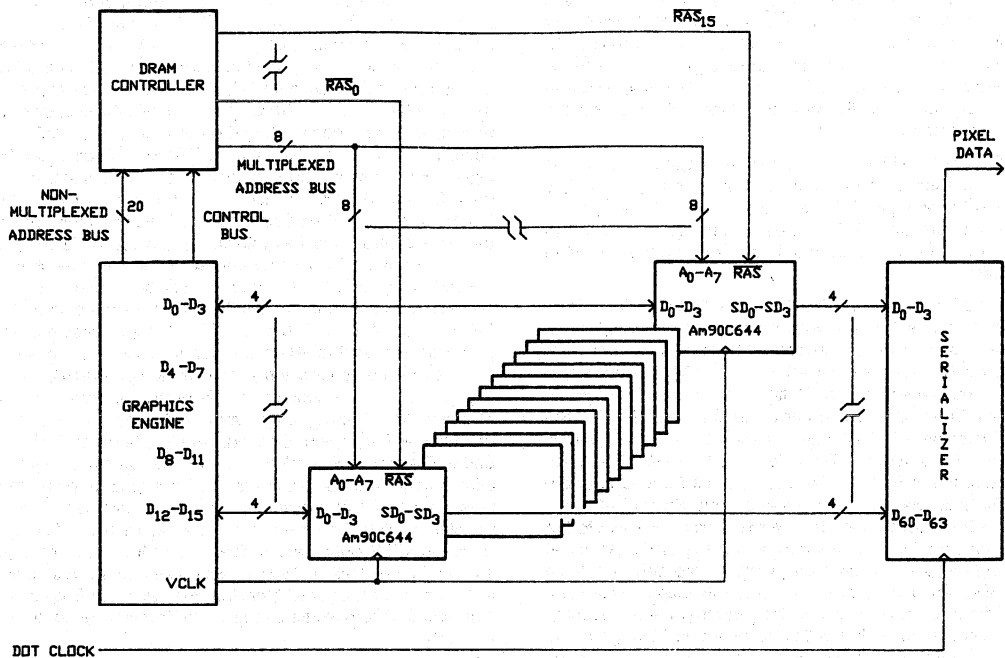 RAS15
DRAM
CONTROLLER
RAS0
8
MULTIPLEXED
ADDRESS BUS
8
8
PIXEL
DATA
NON-
MULTIPLEXED
ADDRESS BUS
20
CONTROL
BUS
A0-A7 RAS
D0-D3
4
D0-D3 SD0-SD3
Am90C644
4
D0-D3
D4-D7
GRAPHICS
ENGINE
D8-D11
SERIALIZER
A0-A7 RAS
D12-D15
4
D0-D3 SD0-SD3
Am90C644
4
D60-D63
VCLK
DOT CLOCK